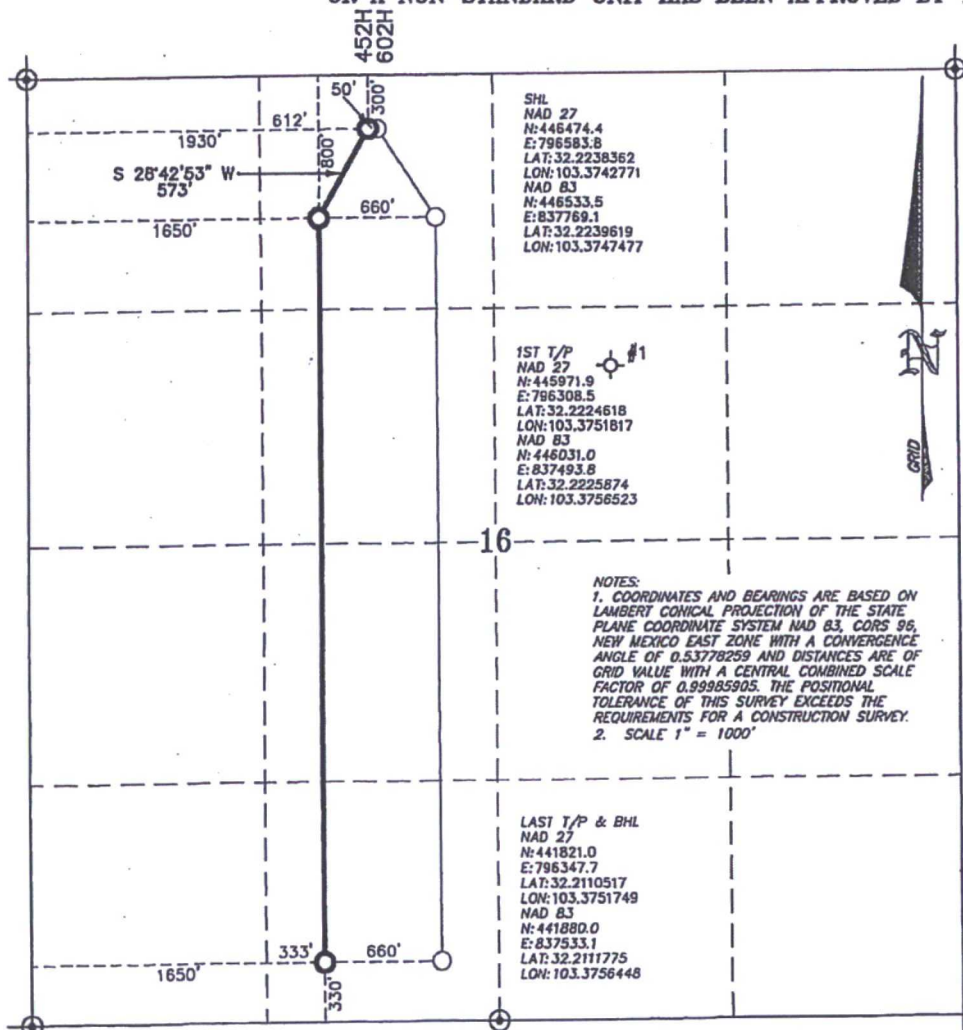 452H
602H
50'
300'
612'
1930'
800'
S 28°42'53" W
573'
660'
1650'
SHL
NAD 27
N:446474.4
E:796583.8
LAT:32.2238362
LON:103.3742771
NAD 83
N:446533.5
E:837769.1
LAT:32.2239619
LON:103.3747477
1ST T/P
NAD 27
N:445971.9
E:796308.5
LAT:32.2224618
LON:103.3751817
NAD 83
N:446031.0
E:837493.8
LAT:32.2225874
LON:103.3756523
#1
GRID
16
NOTES:
1. COORDINATES AND BEARINGS ARE BASED ON
LAMBERT CONICAL PROJECTION OF THE STATE
PLANE COORDINATE SYSTEM NAD 83, CORS 96,
NEW MEXICO EAST ZONE WITH A CONVERGENCE
ANGLE OF 0.53778259 AND DISTANCES ARE OF
GRID VALUE WITH A CENTRAL COMBINED SCALE
FACTOR OF 0.99985905. THE POSITIONAL
TOLERANCE OF THIS SURVEY EXCEEDS THE
REQUIREMENTS FOR A CONSTRUCTION SURVEY.
2. SCALE 1" = 1000'
LAST T/P & BHL
NAD 27
N:441821.0
E:796347.7
LAT:32.2110517
LON:103.3751749
NAD 83
N:441880.0
E:837533.1
LAT:32.2111775
LON:103.3756448
333'
660'
1650'
330'